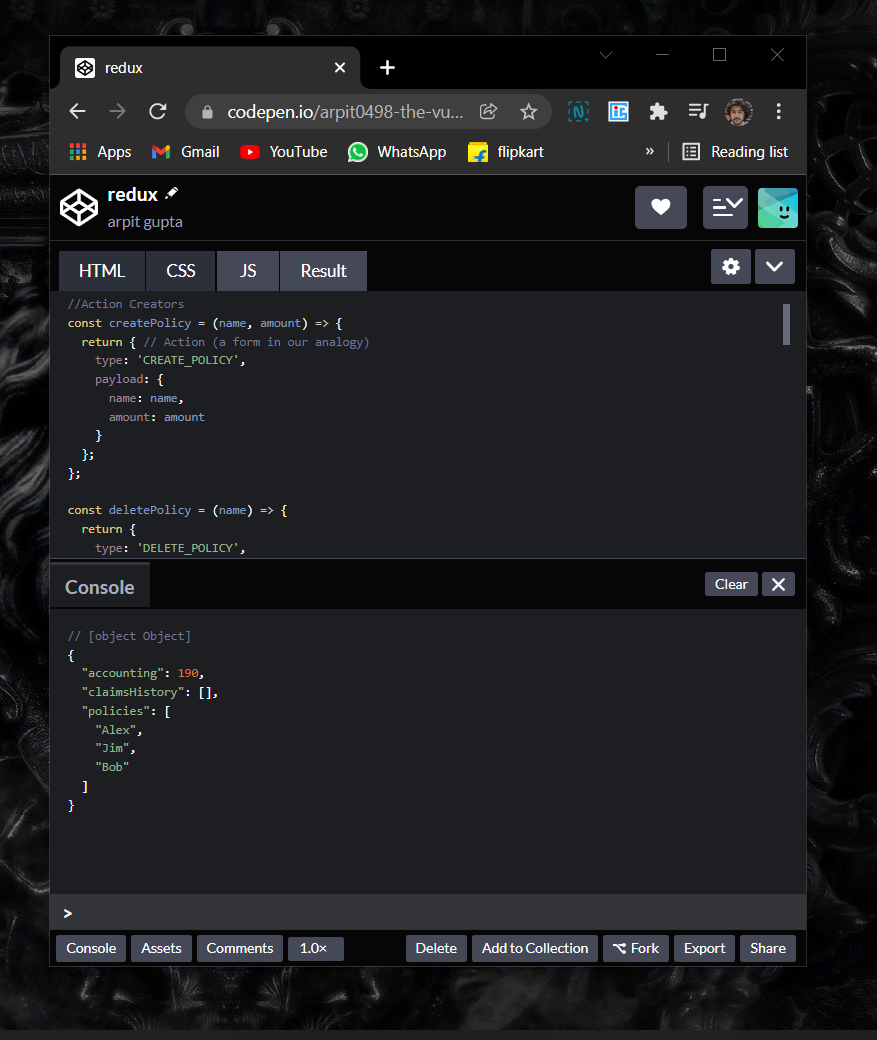 redux
codepen.io/arpit0498-the-vu...
Apps Gmail YouTube WhatsApp flipkart » Reading list
redux
arpit gupta
HTML CSS JS Result
//Action Creators
const createPolicy = (name, amount) => {
return { // Action (a form in our analogy)
type: 'CREATE_POLICY',
payload: {
name: name,
amount: amount
}
};
};
const deletePolicy = (name) => {
return {
type: 'DELETE_POLICY',
Console Clear
// [object Object]
{
"accounting": 190,
"claimsHistory": [],
"policies": [
"Alex",
"Jim",
"Bob"
]
}
>
Console Assets Comments 1.0× Delete Add to Collection Fork Export Share